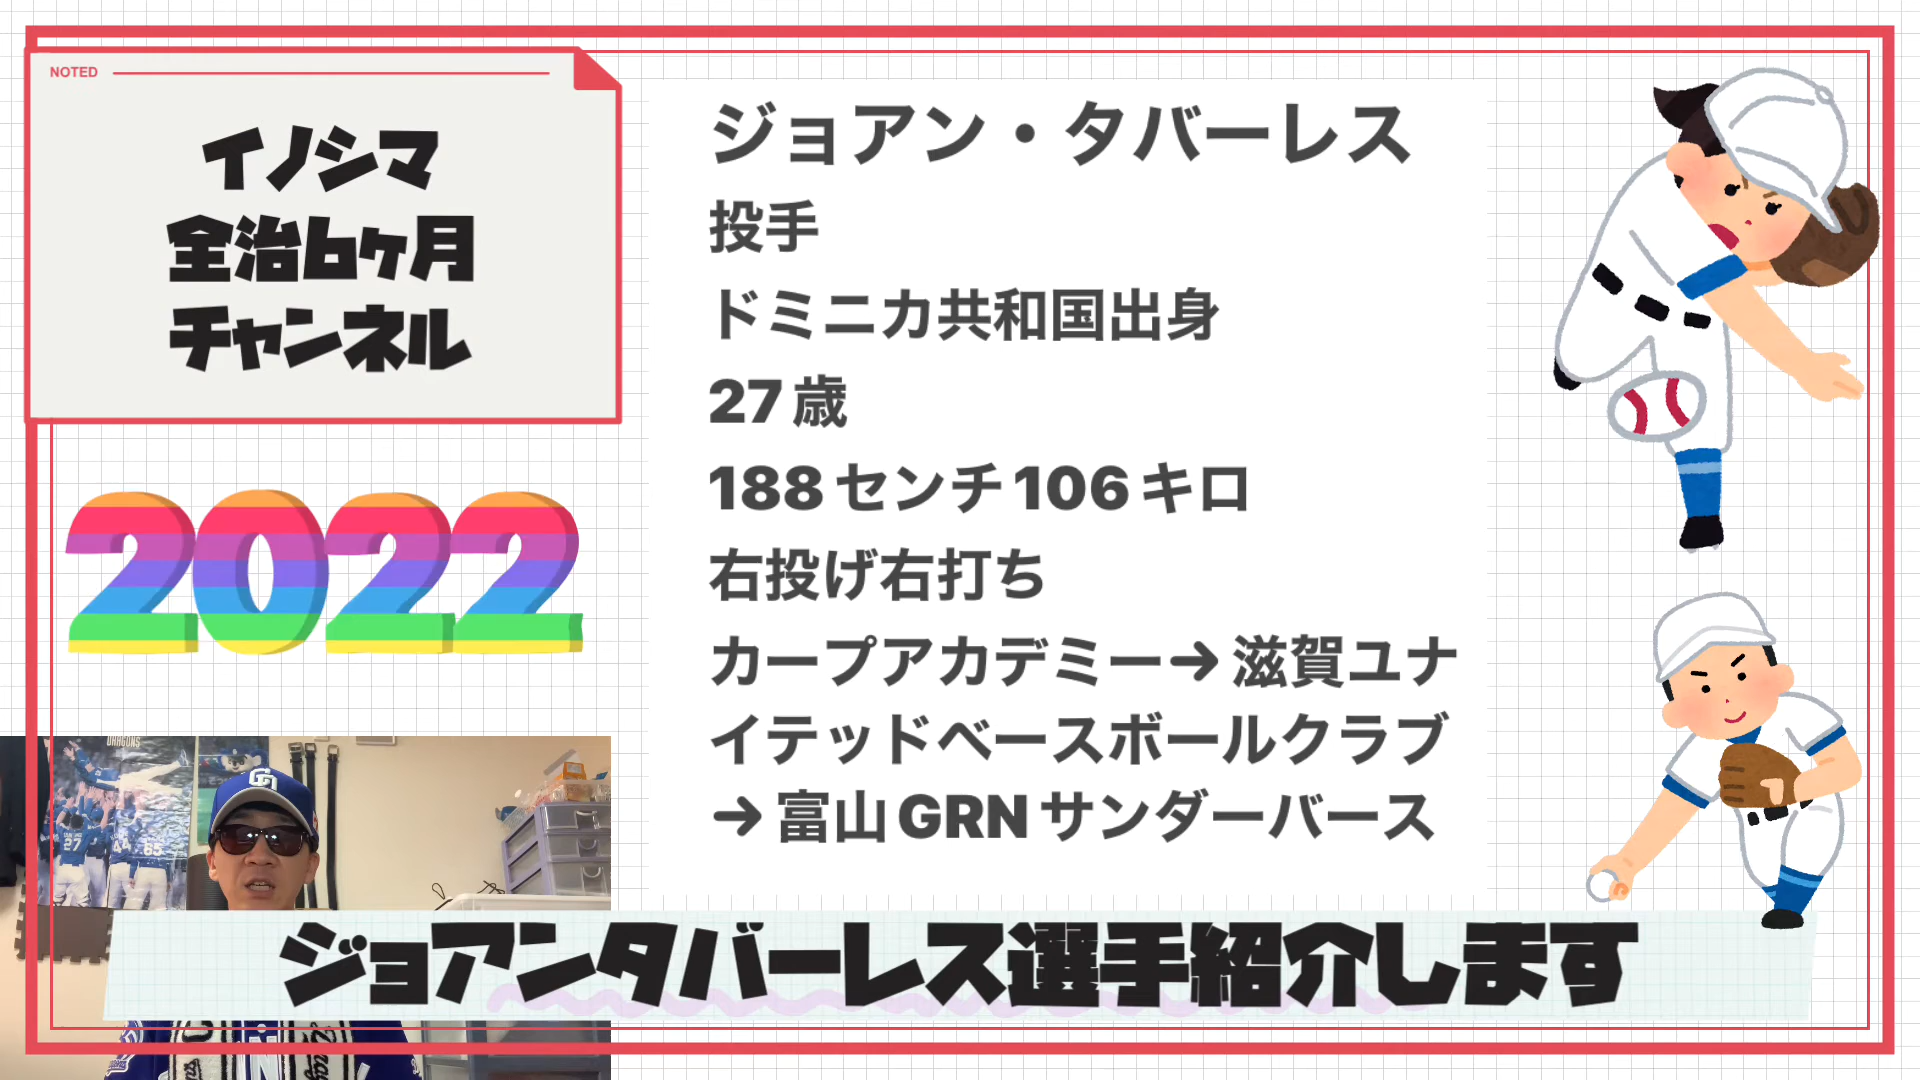 NOTED
イノシマ
全治6ヶ月
チャンネル
2022
ジョアン・タバーレス
投手
ドミニカ共和国出身
27歳
188センチ106キロ
右投げ右打ち
カープアカデミー→滋賀ユナ
イテッドベースボールクラブ
→富山GRNサンダーバース
DRAGONS
27
65
CD
ジョアンタバーレス選手紹介します